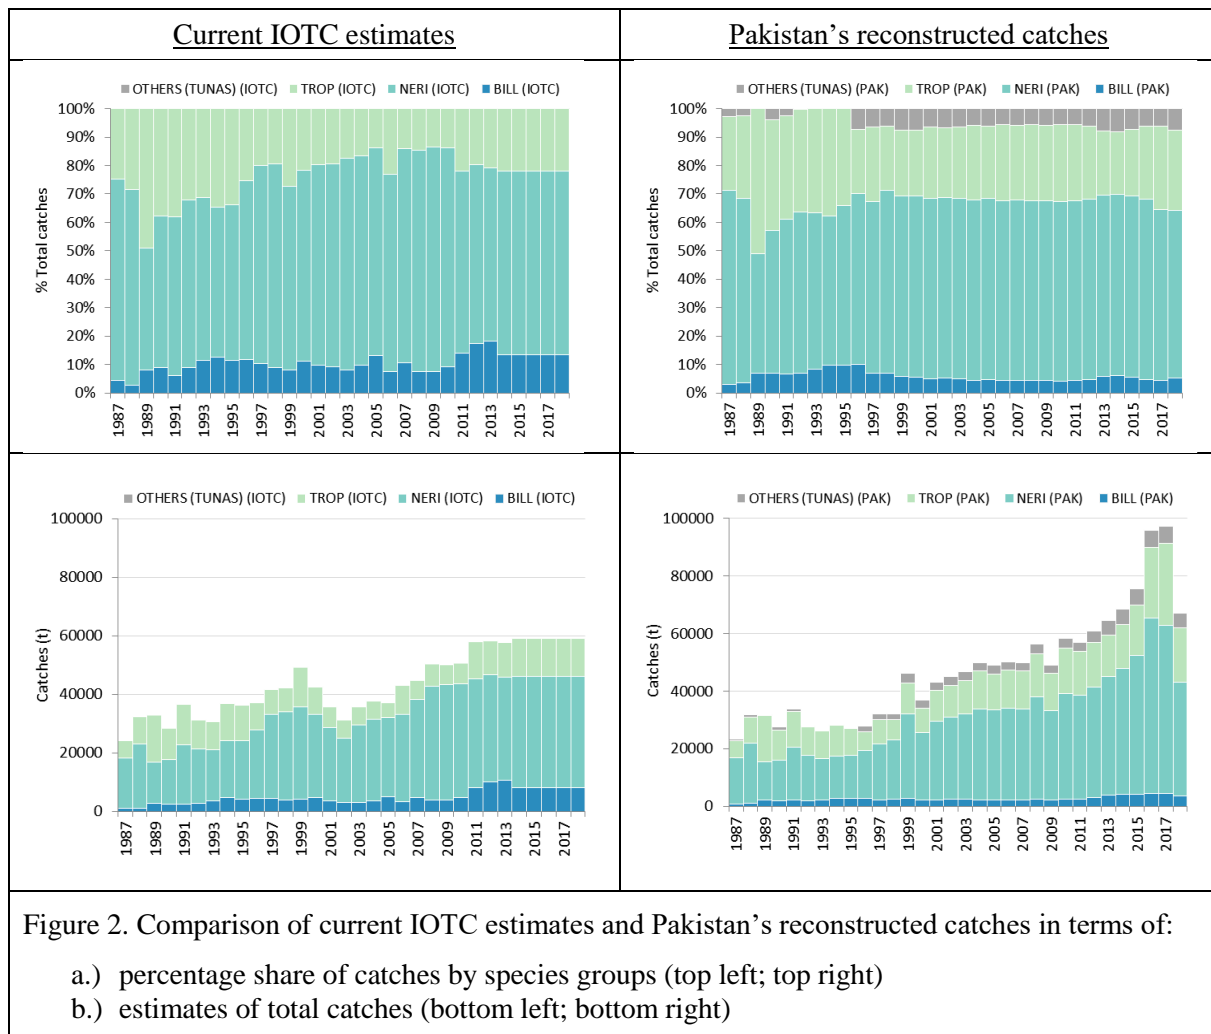 Current IOTC estimates
Pakistan's reconstructed catches
OTHERS (TUNAS) (IOTC) TROP (IOTC) NERI (IOTC) BILL (IOTC)
100%
90%
80%
70%
60%
50%
40%
30%
20%
10%
0%
% Total catches
1987 1989 1991 1993 1995 1997 1999 2001 2003 2005 2007 2009 2011 2013 2015 2017
OTHERS (TUNAS) (PAK) TROP (PAK) NERI (PAK) BILL (PAK)
100%
90%
80%
70%
60%
50%
40%
30%
20%
10%
0%
% Total catches
1987 1989 1991 1993 1995 1997 1999 2001 2003 2005 2007 2009 2011 2013 2015 2017
OTHERS (TUNAS) (IOTC) TROP (IOTC) NERI (IOTC) BILL (IOTC)
100000
80000
60000
40000
20000
0
Catches (t)
1987 1989 1991 1993 1995 1997 1999 2001 2003 2005 2007 2009 2011 2013 2015 2017
OTHERS (TUNAS) (PAK) TROP (PAK) NERI (PAK) BILL (PAK)
100000
80000
60000
40000
20000
0
Catches (t)
1987 1989 1991 1993 1995 1997 1999 2001 2003 2005 2007 2009 2011 2013 2015 2017
Figure 2. Comparison of current IOTC estimates and Pakistan's reconstructed catches in terms of:
a.) percentage share of catches by species groups (top left; top right)
b.) estimates of total catches (bottom left; bottom right)